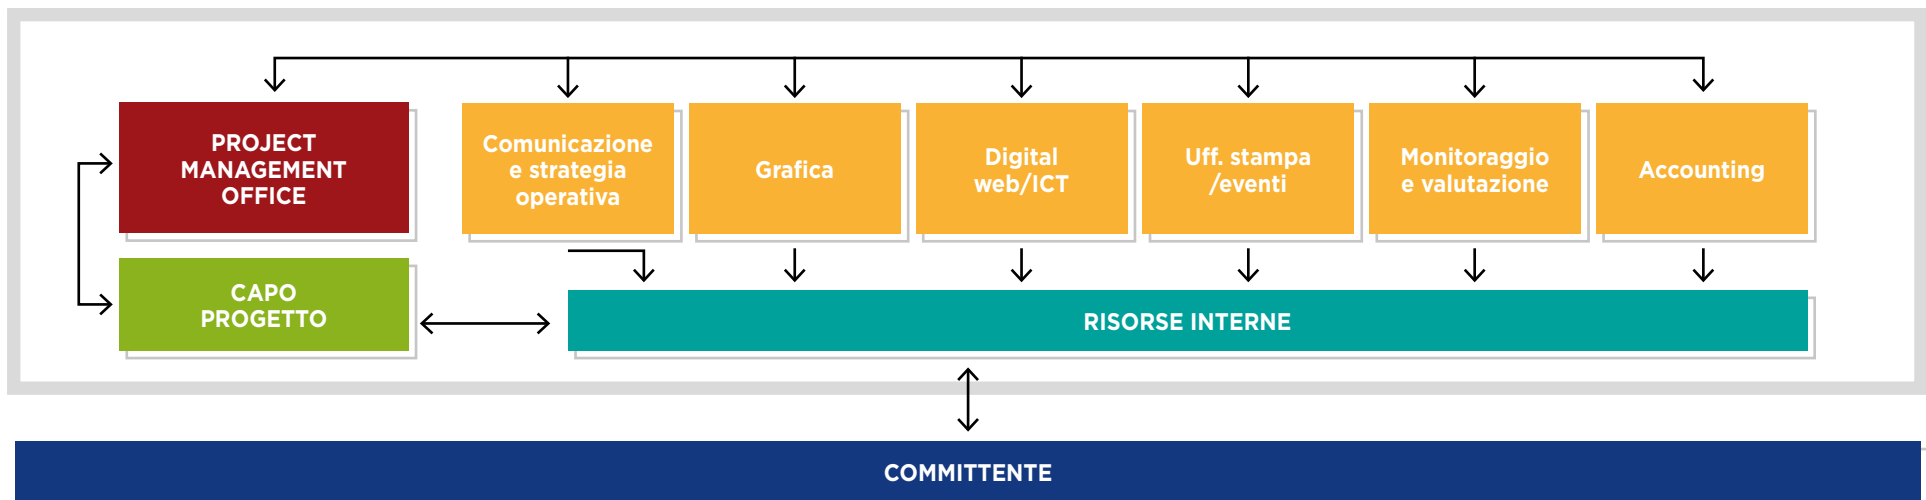 PROJECT
MANAGEMENT
OFFICE
Comunicazione
e strategia
operativa
Grafica
Digital
web/ICT
Uff. stampa
/eventi
Monitoraggio
e valutazione
Accounting
CAPO
PROGETTO
RISORSE INTERNE
COMMITTENTE